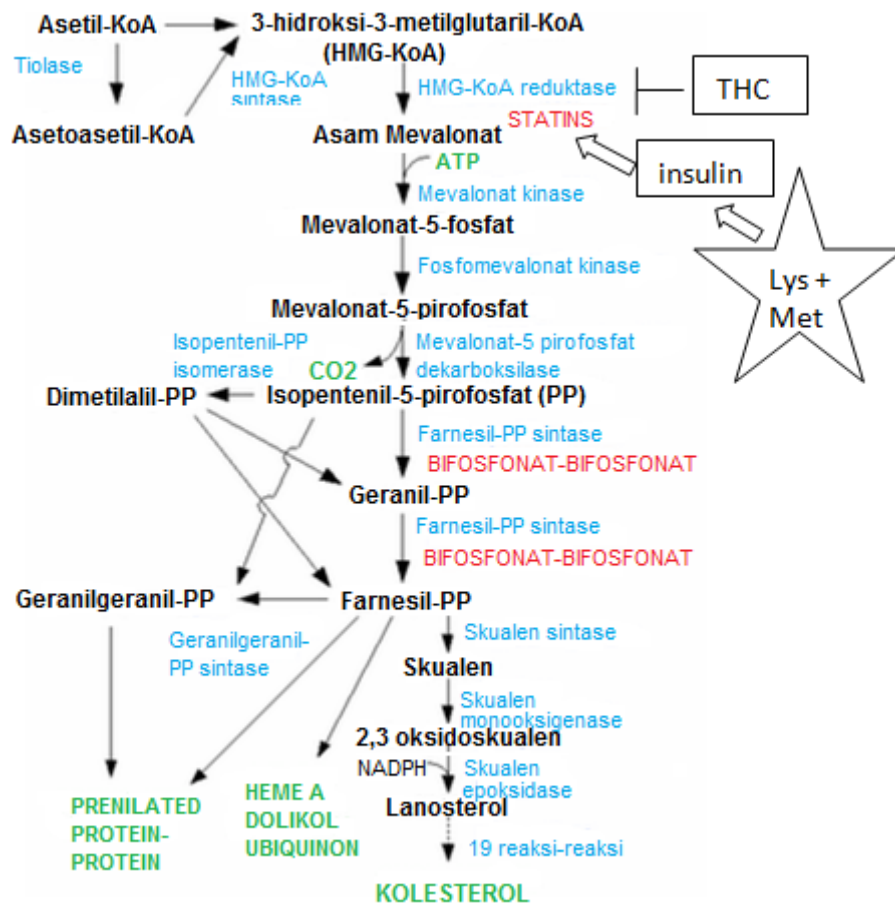 Asetil-KoA
3-hidroksi-3-metilglutaril-KoA
(HMG-KoA)
Tiolase
HMG-KoA
sintase
HMG-KoA reduktase
THC
Asetoasetil-KoA
Asam Mevalonat
STATINS
ATP
insulin
Mevalonat kinase
Mevalonat-5-fosfat
Fosfomevalonat kinase
Lys +
Met
Mevalonat-5-pirofosfat
Isopentenil-PP
isomerase
CO2
Mevalonat-5 pirofosfat
dekarboksilase
Dimetilalil-PP
Isopentenil-5-pirofosfat (PP)
Farnesil-PP sintase
BIFOSFONAT-BIFOSFONAT
Geranil-PP
Farnesil-PP sintase
BIFOSFONAT-BIFOSFONAT
Geranilgeranil-PP
Farnesil-PP
Geranilgeranil-
PP sintase
Skualen sintase
Skualen
Skualen
monooksigenase
2,3 oksidoskualen
NADPH
Skualen
epoksidase
Lanosterol
PRENILATED
PROTEIN-
PROTEIN
HEME A
DOLIKOL
UBIQUINON
19 reaksi-reaksi
KOLESTEROL